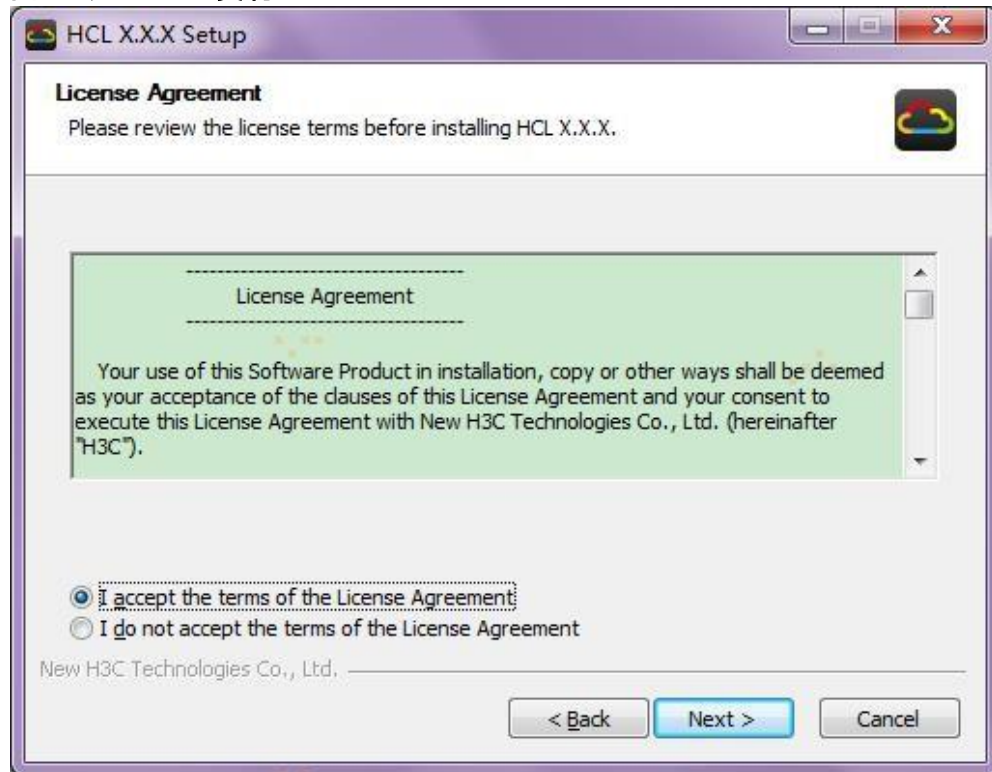 HCL X.X.X Setup
License Agreement
Please review the license terms before installing HCL X.X.X.
------------------------------------
License Agreement
------------------------------------
Your use of this Software Product in installation, copy or other ways shall be deemed
as your acceptance of the clauses of this License Agreement and your consent to
execute this License Agreement with New H3C Technologies Co., Ltd. (hereinafter
"H3C").
I accept the terms of the License Agreement
I do not accept the terms of the License Agreement
New H3C Technologies Co., Ltd.
< Back
Next >
Cancel